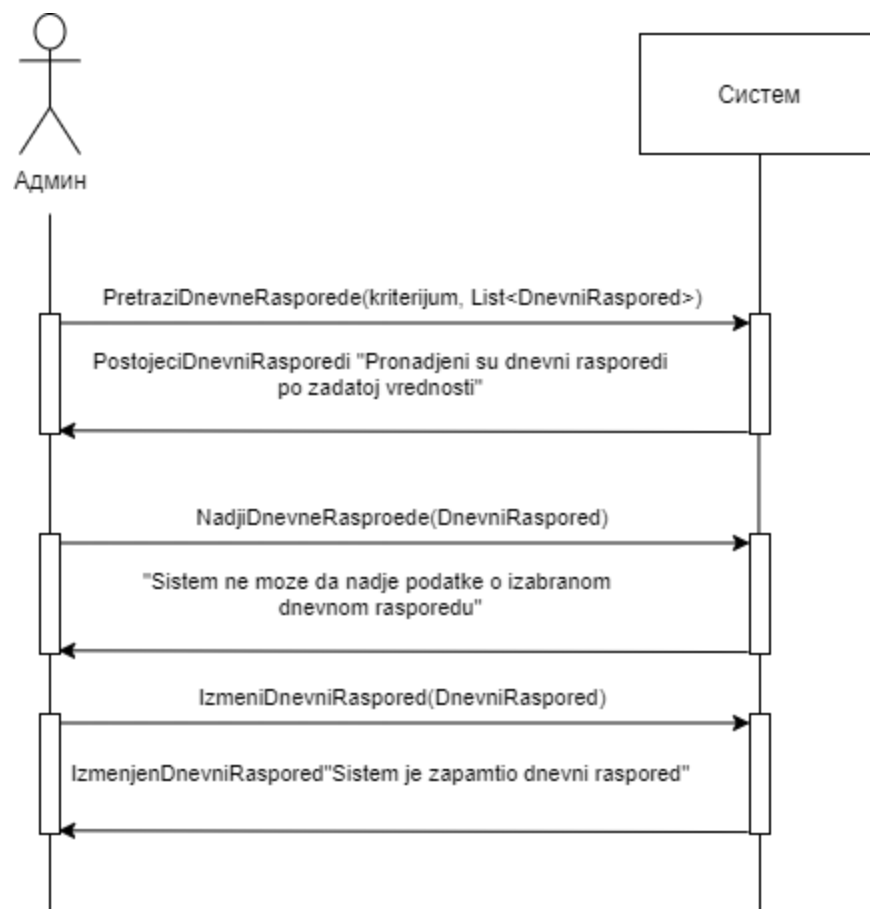 Админ
Систем
PretraziDnevneRasporede(kriterijum, List<DnevniRaspored>)
PostojeciDnevniRasporedi "Pronadjeni su dnevni rasporedi
po zadatoj vrednosti"
NadjiDnevneRasproede(DnevniRaspored)
"Sistem ne moze da nadje podatke o izabranom
dnevnom rasporedu"
IzmeniDnevniRaspored(DnevniRaspored)
IzmenjenDnevniRaspored"Sistem je zapamtio dnevni raspored"